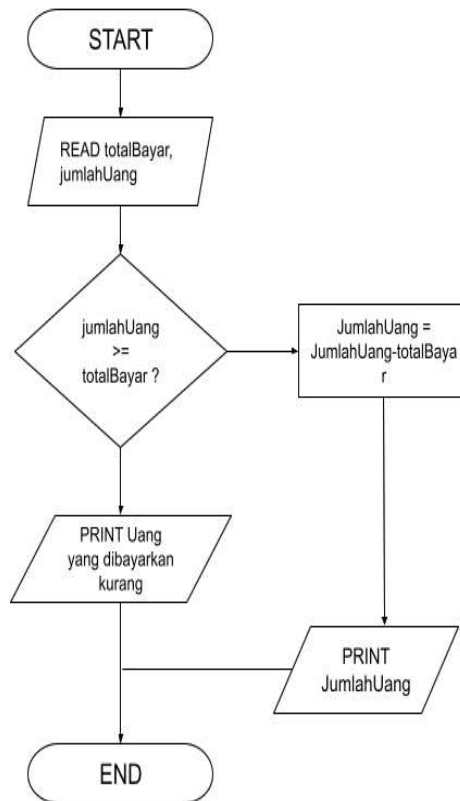 START
READ totalBayar,
jumlahUang
jumlahUang
>=
totalBayar ?
JumlahUang =
JumlahUang-totalBaya
r
PRINT Uang
yang dibayarkan
kurang
PRINT
JumlahUang
END